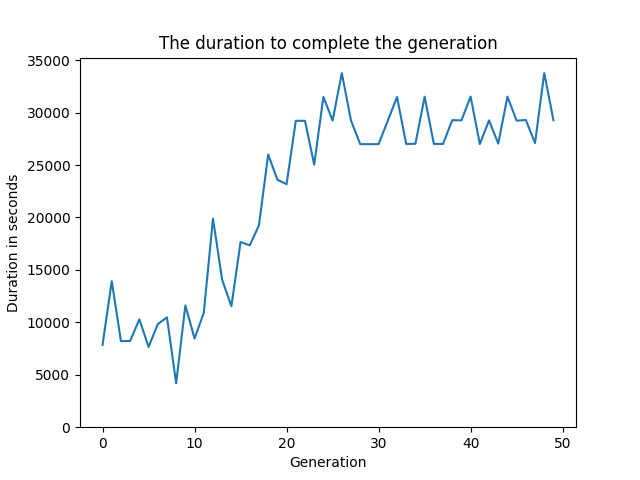 The duration to complete the generation
35000
30000
25000
20000
15000
10000
5000
0
Duration in seconds
0 10 20 30 40 50
Generation